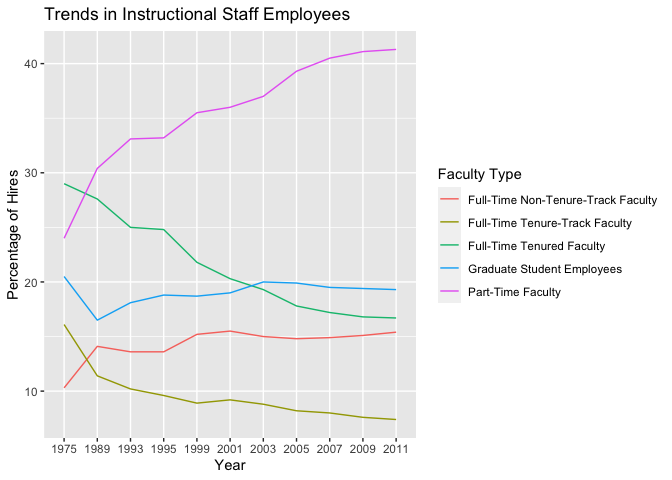 Trends in Instructional Staff Employees
Percentage of Hires
40
30
20
10
1975 1989 1993 1995 1999 2001 2003 2005 2007 2009 2011
Year
Faculty Type
Full-Time Non-Tenure-Track Faculty
Full-Time Tenure-Track Faculty
Full-Time Tenured Faculty
Graduate Student Employees
Part-Time Faculty